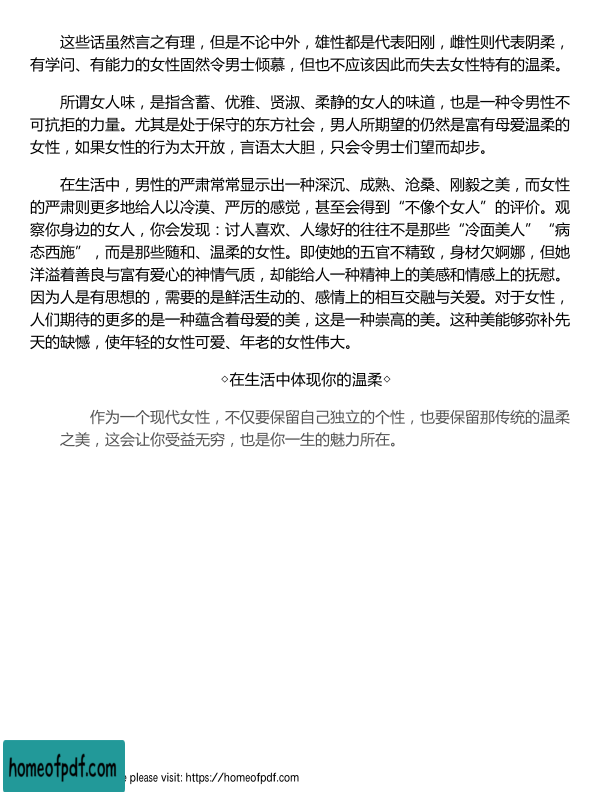 这些话虽然言之有理，但是不论中外，雄性都是代表阳刚，雌性则代表阴柔，
有学问、有能力的女性固然令男士倾慕，但也不应该因此而失去女性特有的温柔。
所谓女人味，是指含蓄、优雅、贤淑、柔静的女人的味道，也是一种令男性不
可抗拒的力量。尤其是处于保守的东方社会，男人所期望的仍然是富有母爱温柔的
女性，如果女性的行为太开放，言语太大胆，只会令男士们望而却步。
在生活中，男性的严肃常常显示出一种深沉、成熟、沧桑、刚毅之美，而女性
的严肃则更多地给人以冷漠、严厉的感觉，甚至会得到“不像个女人”的评价。观
察你身边的女人，你会发现：讨人喜欢、人缘好的往往不是那些“冷面美人”“病
态西施”，而是那些随和、温柔的女性。即使她的五官不精致，身材欠婀娜，但她
洋溢着善良与富有爱心的神情气质，却能给人一种精神上的美感和情感上的抚慰。
因为人是有思想的，需要的是鲜活生动的、感情上的相互交融与关爱。对于女性，
人们期待的更多的是一种蕴含着母爱的美，这是一种崇高的美。这种美能够弥补先
天的缺憾，使年轻的女性可爱、年老的女性伟大。
◇在生活中体现你的温柔◇
作为一个现代女性，不仅要保留自己独立的个性，也要保留那传统的温柔
之美，这会让你受益无穷，也是你一生的魅力所在。
homeofpdf.com
please visit: https://homeofpdf.com